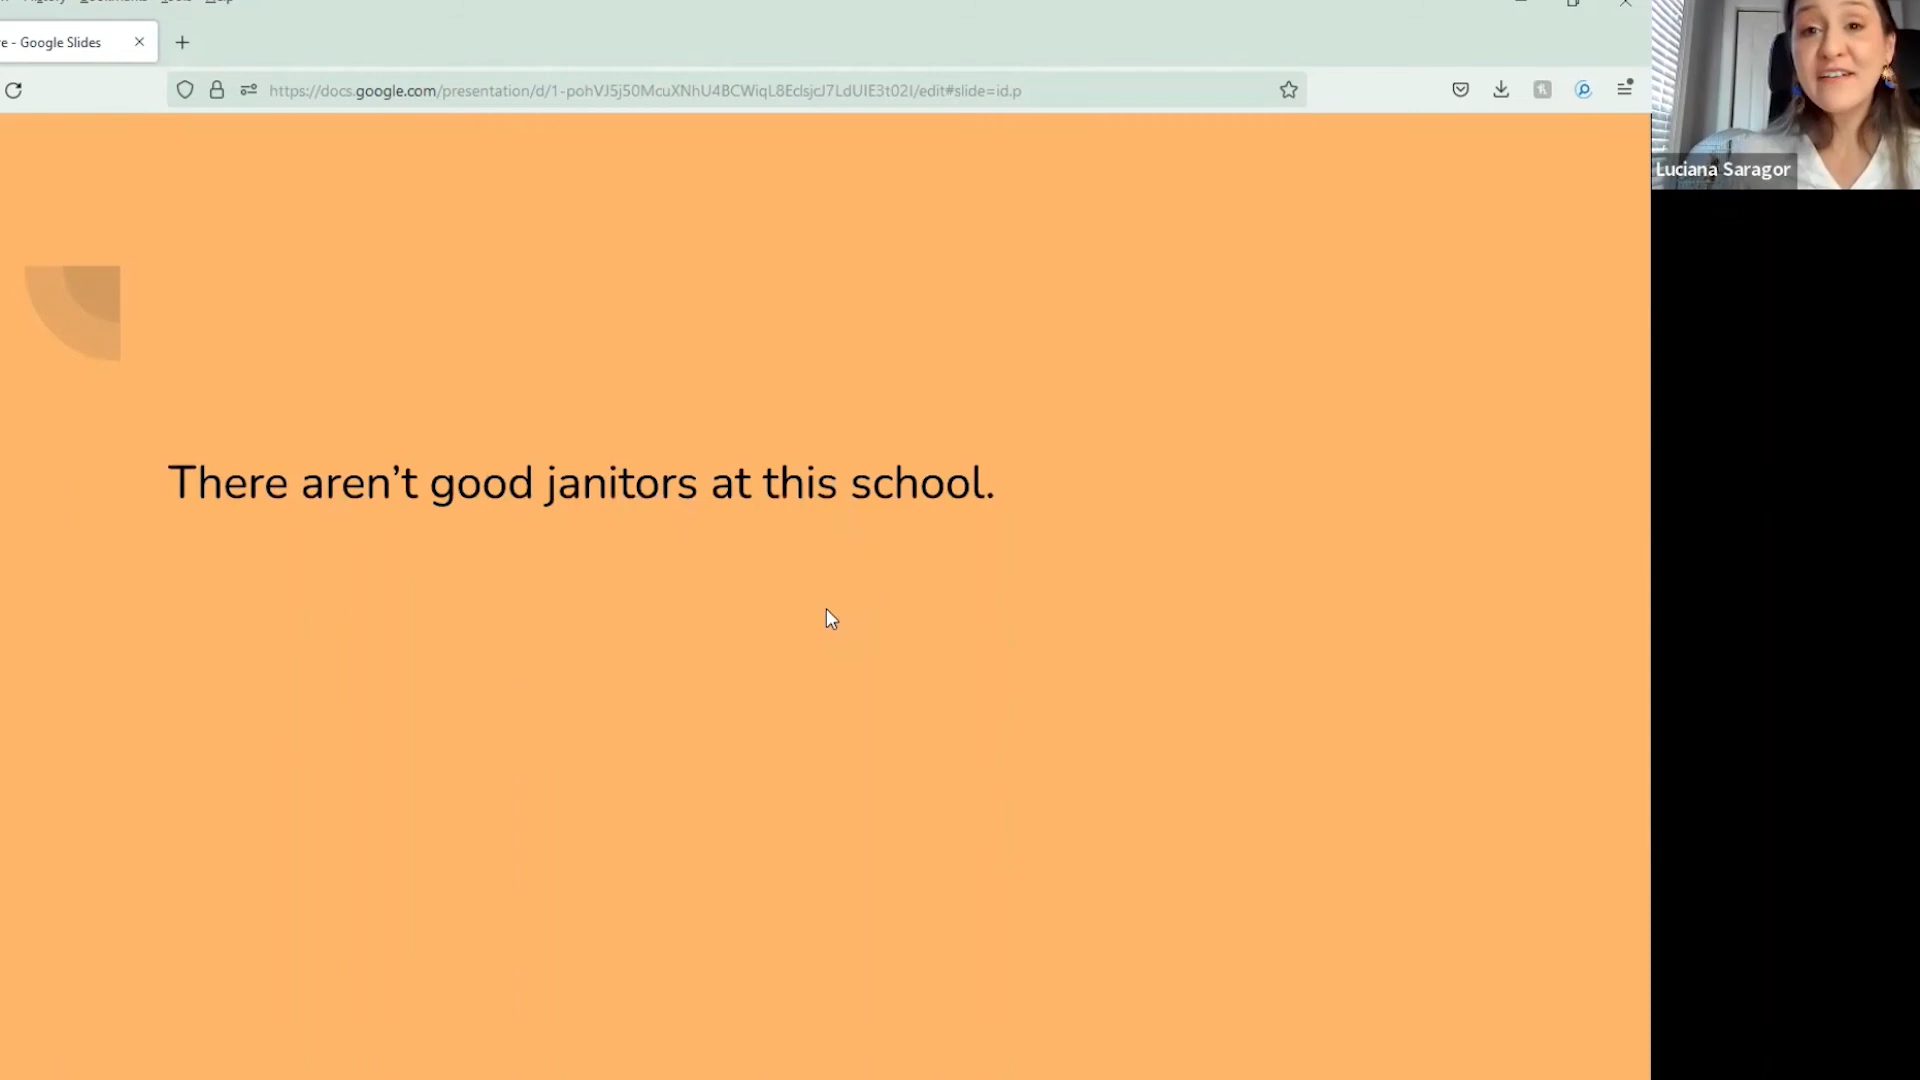 e - Google Slides
https://docs.google.com/presentation/d/1-pohVJ5j50McuXNhU4BCWiqL8EclsjcJ7LdUIE3t02I/edit#slide=id.p
Luciana Saragor
There aren’t good janitors at this school.